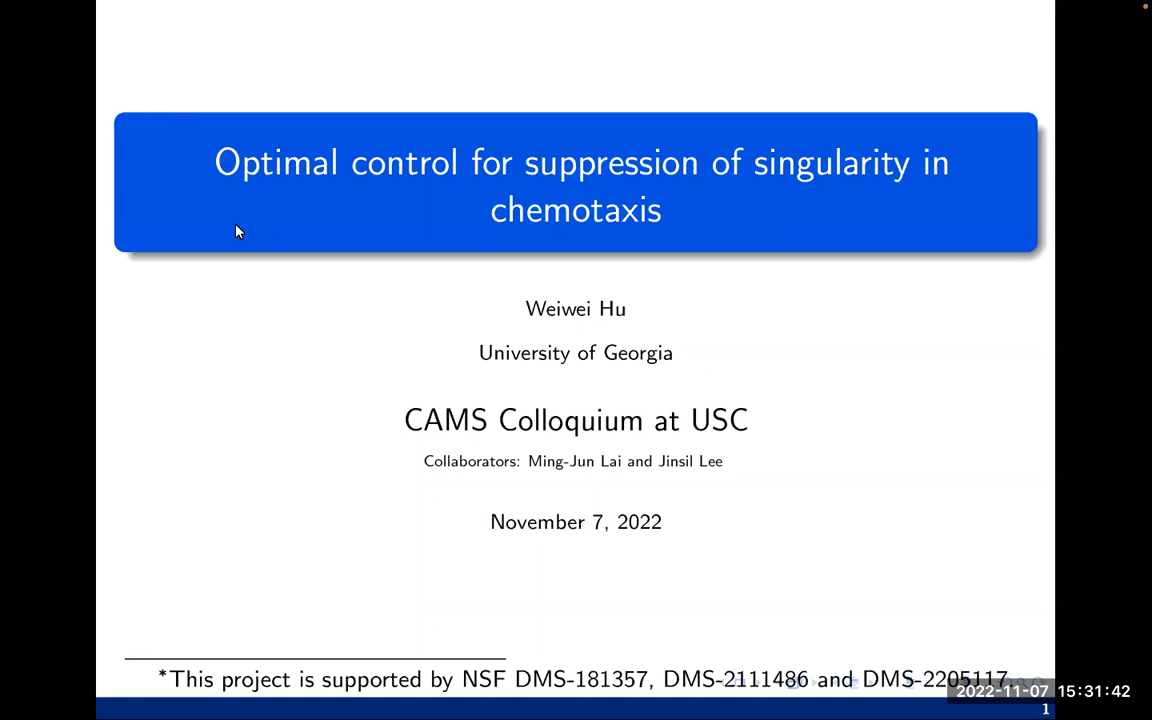 Optimal control for suppression of singularity in
chemotaxis
Weiwei Hu
University of Georgia
CAMS Colloquium at USC
Collaborators: Ming-Jun Lai and Jinsil Lee
November 7, 2022
*This project is supported by NSF DMS-181357, DMS-2111486 and DMS-2205117.
2022-11-07 15:31:42
1